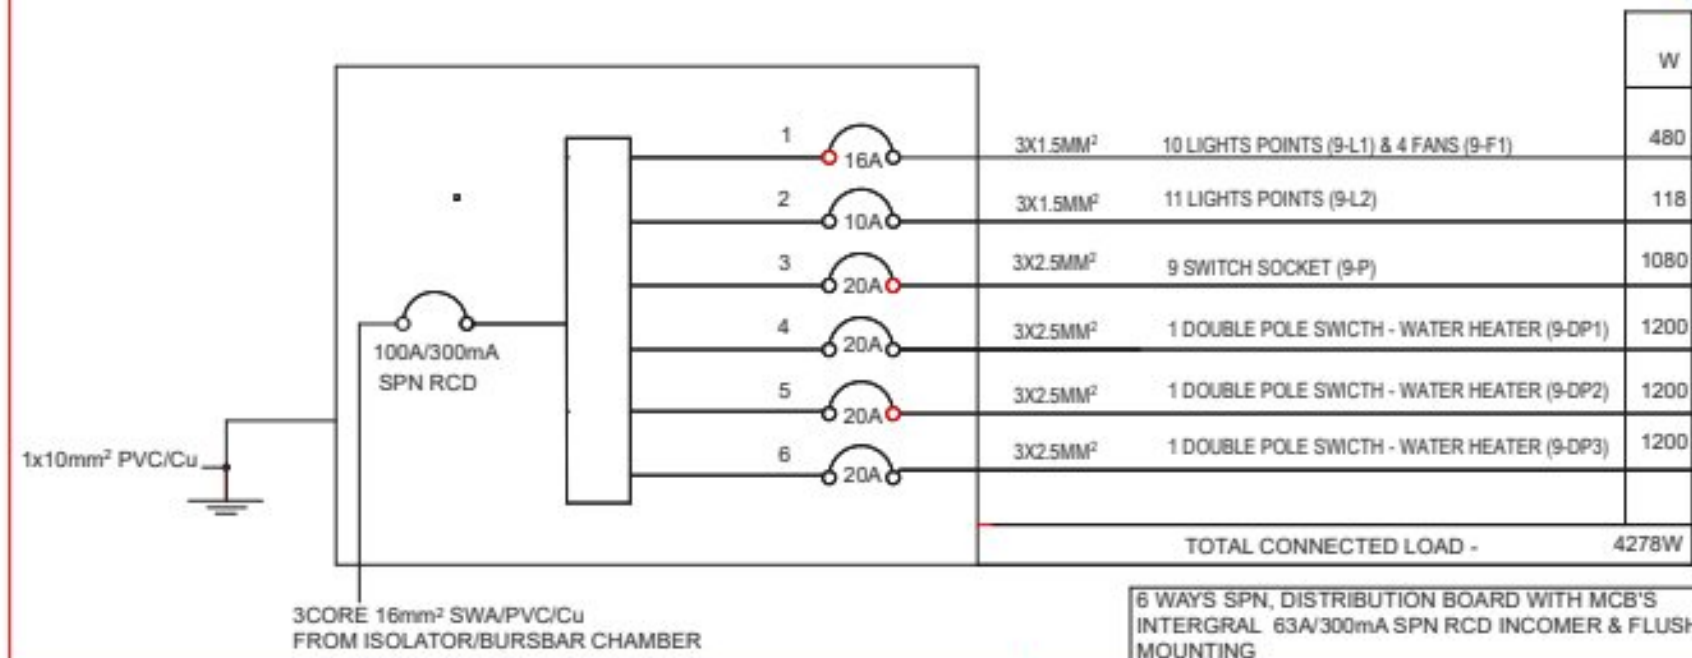 W
1 16A 3X1.5MM² 10 LIGHTS POINTS (9-L1) & 4 FANS (9-F1) 480
2 10A 3X1.5MM² 11 LIGHTS POINTS (9-L2) 118
3 20A 3X2.5MM² 9 SWITCH SOCKET (9-P) 1080
4 20A 3X2.5MM² 1 DOUBLE POLE SWICTH - WATER HEATER (9-DP1) 1200
100A/300mA
SPN RCD
5 20A 3X2.5MM² 1 DOUBLE POLE SWICTH - WATER HEATER (9-DP2) 1200
6 20A 3X2.5MM² 1 DOUBLE POLE SWICTH - WATER HEATER (9-DP3) 1200
1x10mm² PVC/Cu
TOTAL CONNECTED LOAD - 4278W
3CORE 16mm² SWA/PVC/Cu
FROM ISOLATOR/BURSBAR CHAMBER
6 WAYS SPN, DISTRIBUTION BOARD WITH MCB'S
INTERGRAL 63A/300mA SPN RCD INCOMER & FLUSH
MOUNTING